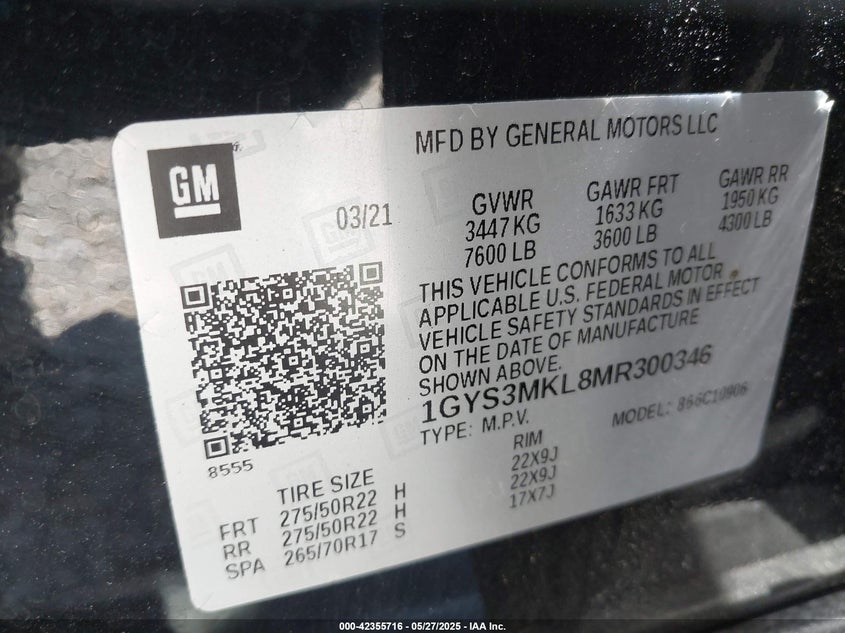 MFD BY GENERAL MOTORS LLC
GM
03/21
GVWR GAWR FRT GAWR RR
3447 KG 1633 KG 1950 KG
7600 LB 3600 LB 4300 LB
THIS VEHICLE CONFORMS TO ALL
APPLICABLE U.S. FEDERAL MOTOR
VEHICLE SAFETY STANDARDS IN EFFECT
ON THE DATE OF MANUFACTURE
SHOWN ABOVE.
1GYS3MKL8MR300346
TYPE: M.P.V. MODEL: 866C10906
8555
TIRE SIZE RIM
FRT 275/50R22 H 22X9J
RR 275/50R22 H 22X9J
SPA 265/70R17 S 17X7J
000-42355716 - 05/27/2025 - IAA Inc.